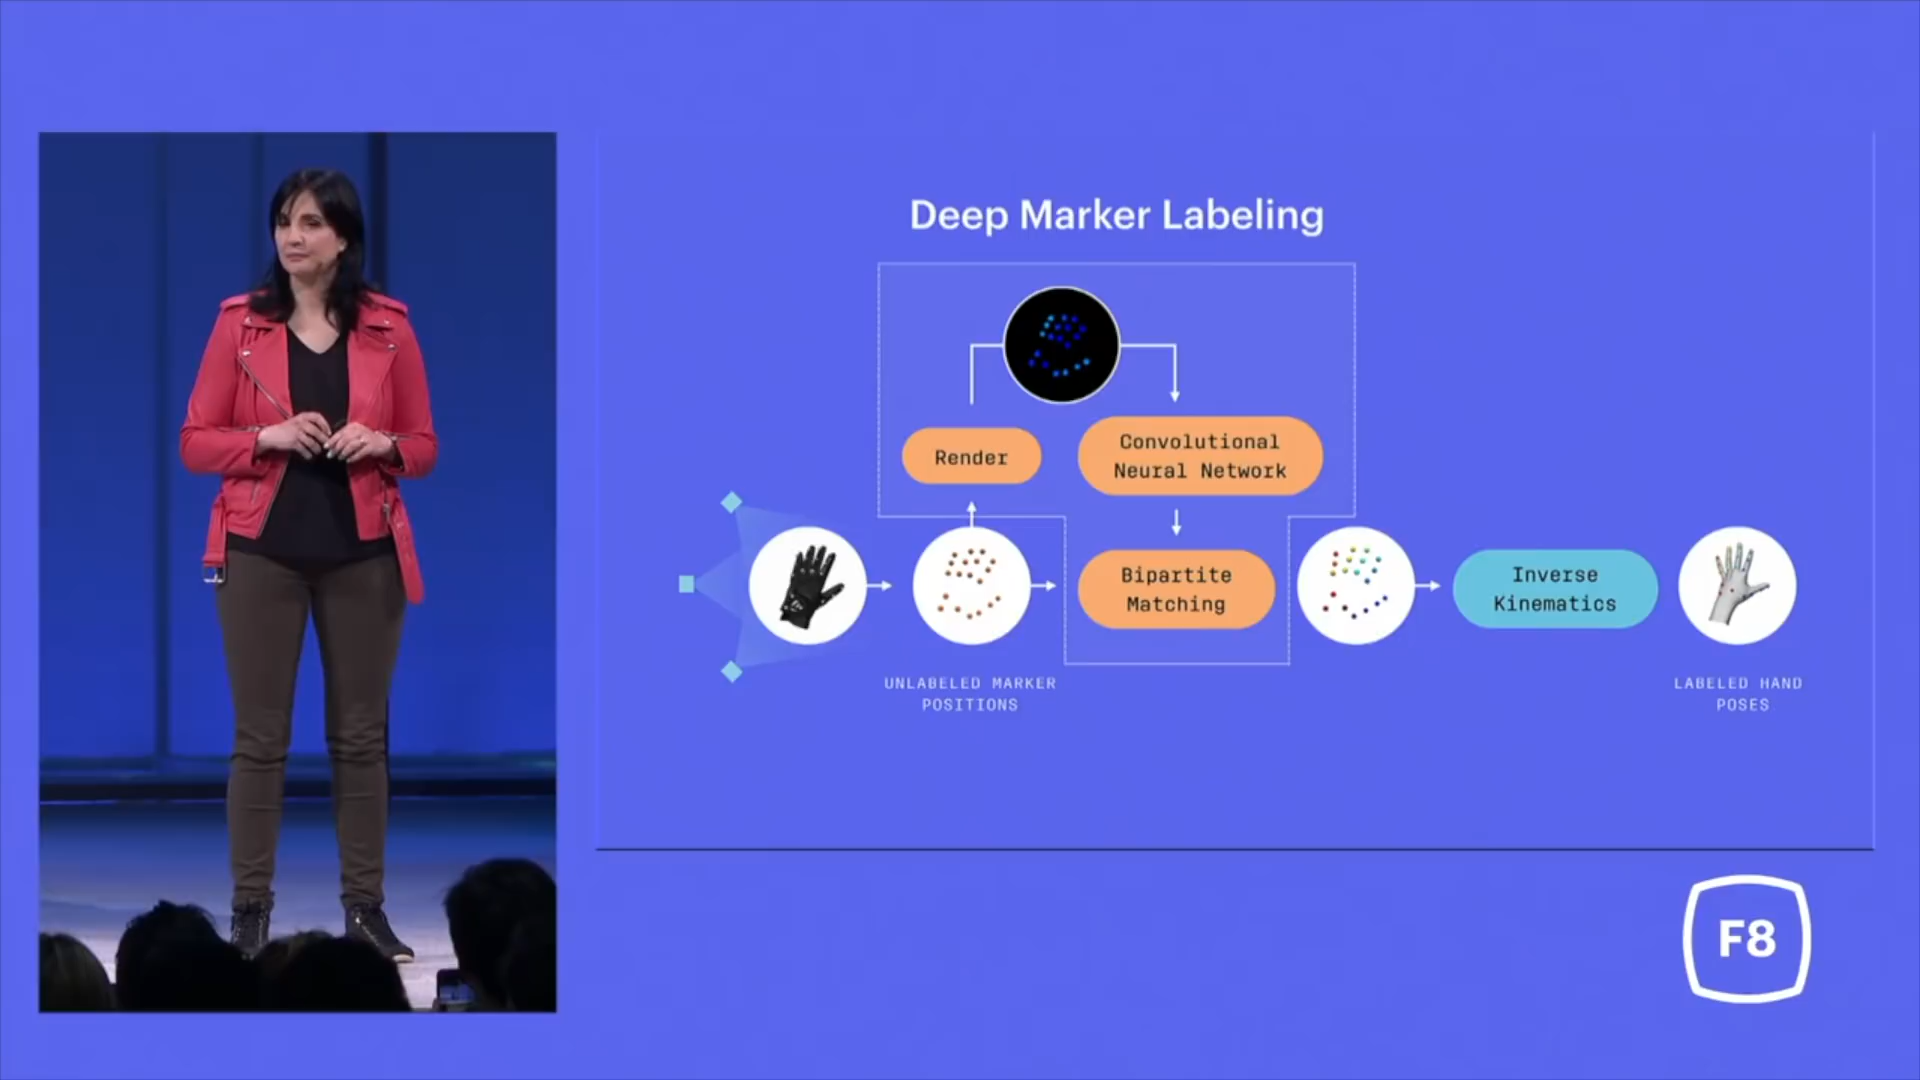 Deep Marker Labeling
Render
Convolutional
Neural Network
Bipartite
Matching
Inverse
Kinematics
UNLABELED MARKER
POSITIONS
LABELED HAND
POSES
F8